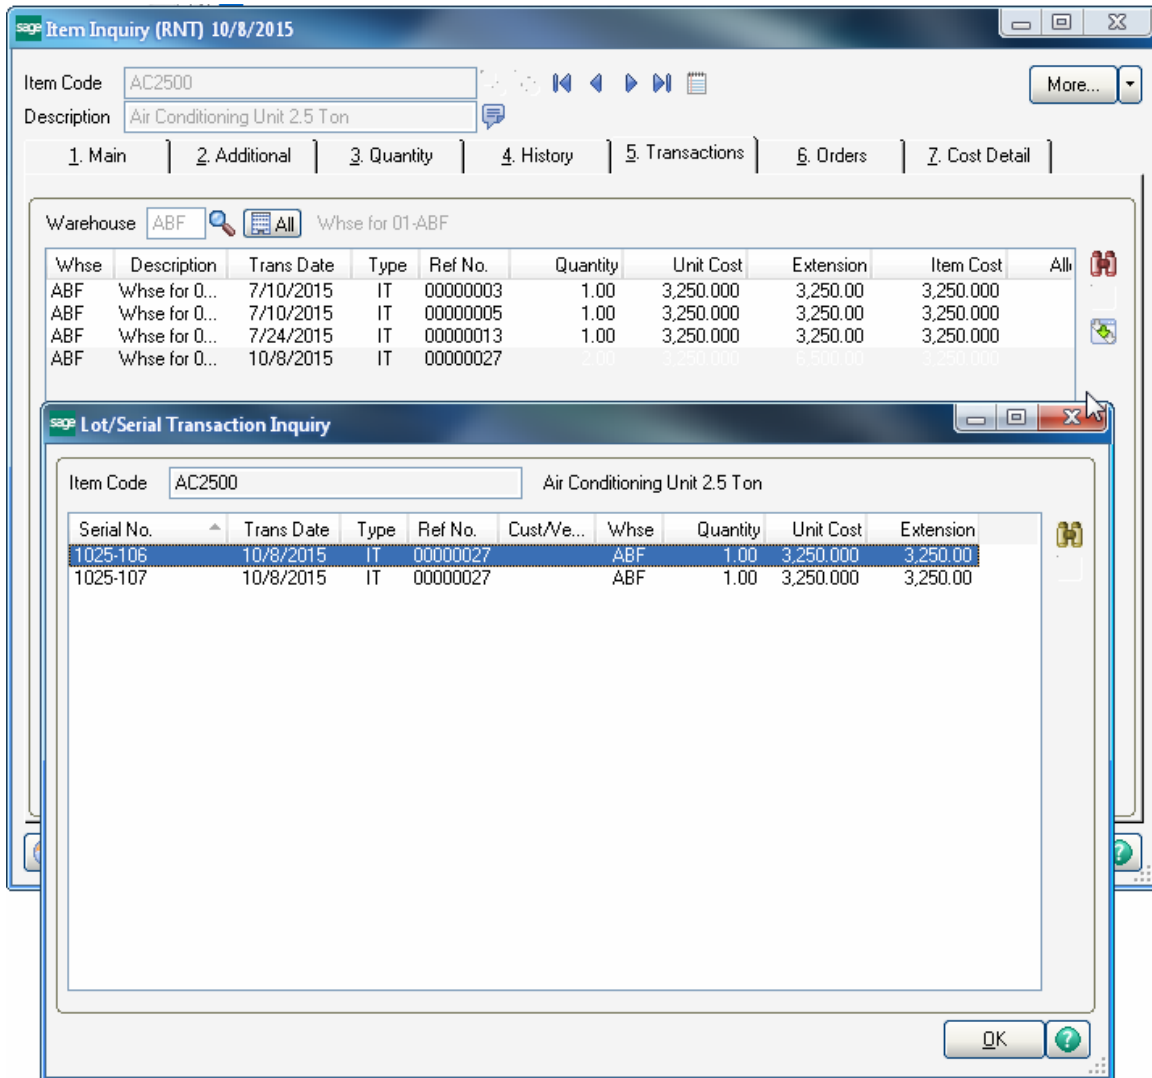 sage Item Inquiry (RNT) 10/8/2015
Item Code AC2500 More...
Description Air Conditioning Unit 2.5 Ton
1. Main 2. Additional 3. Quantity 4. History 5. Transactions 6. Orders 7. Cost Detail
Warehouse ABF All Whse for 01-ABF
Whse Description Trans Date Type Ref No. Quantity Unit Cost Extension Item Cost
ABF Whse for 0... 7/10/2015 IT 00000003 1.00 3,250.000 3,250.00 3,250.000
ABF Whse for 0... 7/10/2015 IT 00000005 1.00 3,250.000 3,250.00 3,250.000
ABF Whse for 0... 7/24/2015 IT 00000013 1.00 3,250.000 3,250.00 3,250.000
ABF Whse for 0... 10/8/2015 IT 00000027 2.00 3,250.000 6,500.00 3,250.000
sage Lot/Serial Transaction Inquiry
Item Code AC2500 Air Conditioning Unit 2.5 Ton
Serial No. Trans Date Type Ref No. Cust/Ve... Whse Quantity Unit Cost Extension
1025-106 10/8/2015 IT 00000027 ABF 1.00 3,250.000 3,250.00
1025-107 10/8/2015 IT 00000027 ABF 1.00 3,250.000 3,250.00
OK